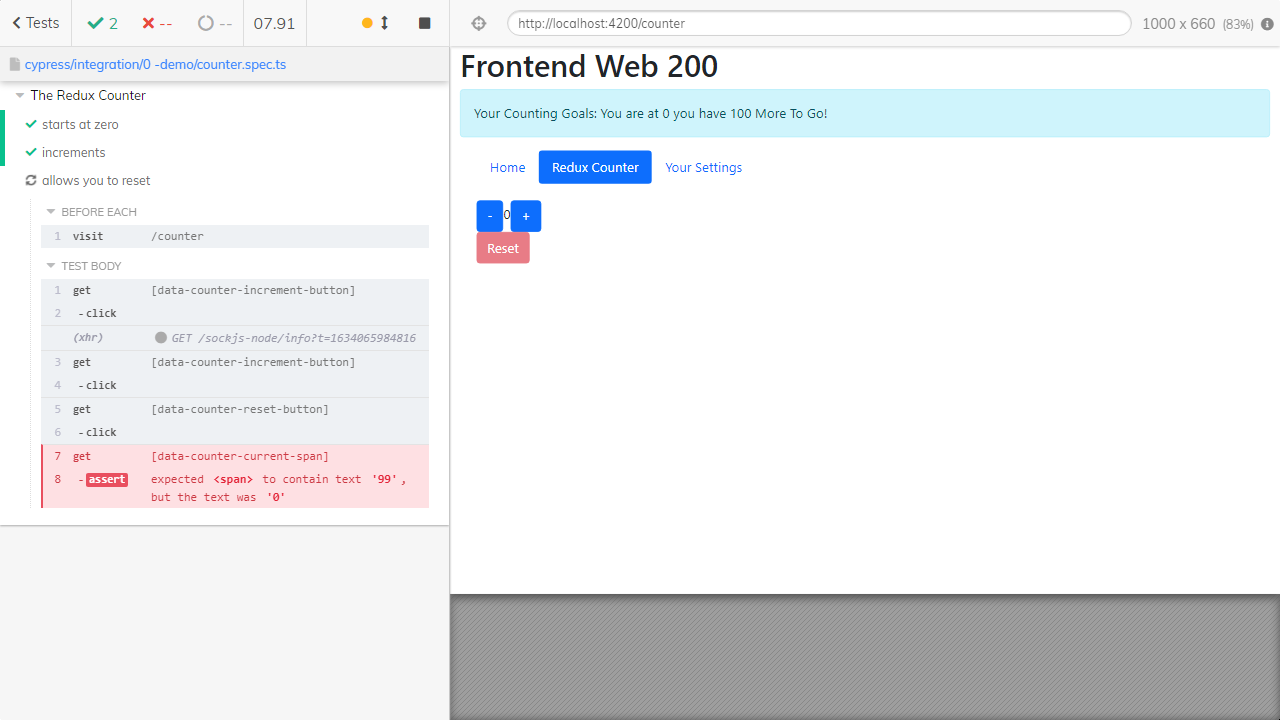 Tests 2 -- -- 07.91
cypress/integration/0 -demo/counter.spec.ts
The Redux Counter
starts at zero
increments
allows you to reset
BEFORE EACH
1 visit /counter
TEST BODY
1 get [data-counter-increment-button]
2 -click
(xhr) GET /sockjs-node/info?t=1634065984816
3 get [data-counter-increment-button]
4 -click
5 get [data-counter-reset-button]
6 -click
7 get [data-counter-current-span]
8 -assert expected <span> to contain text '99',
but the text was '0'
http://localhost:4200/counter 1000 x 660 (83%)
Frontend Web 200
Your Counting Goals: You are at 0 you have 100 More To Go!
Home Redux Counter Your Settings
- 0 +
Reset